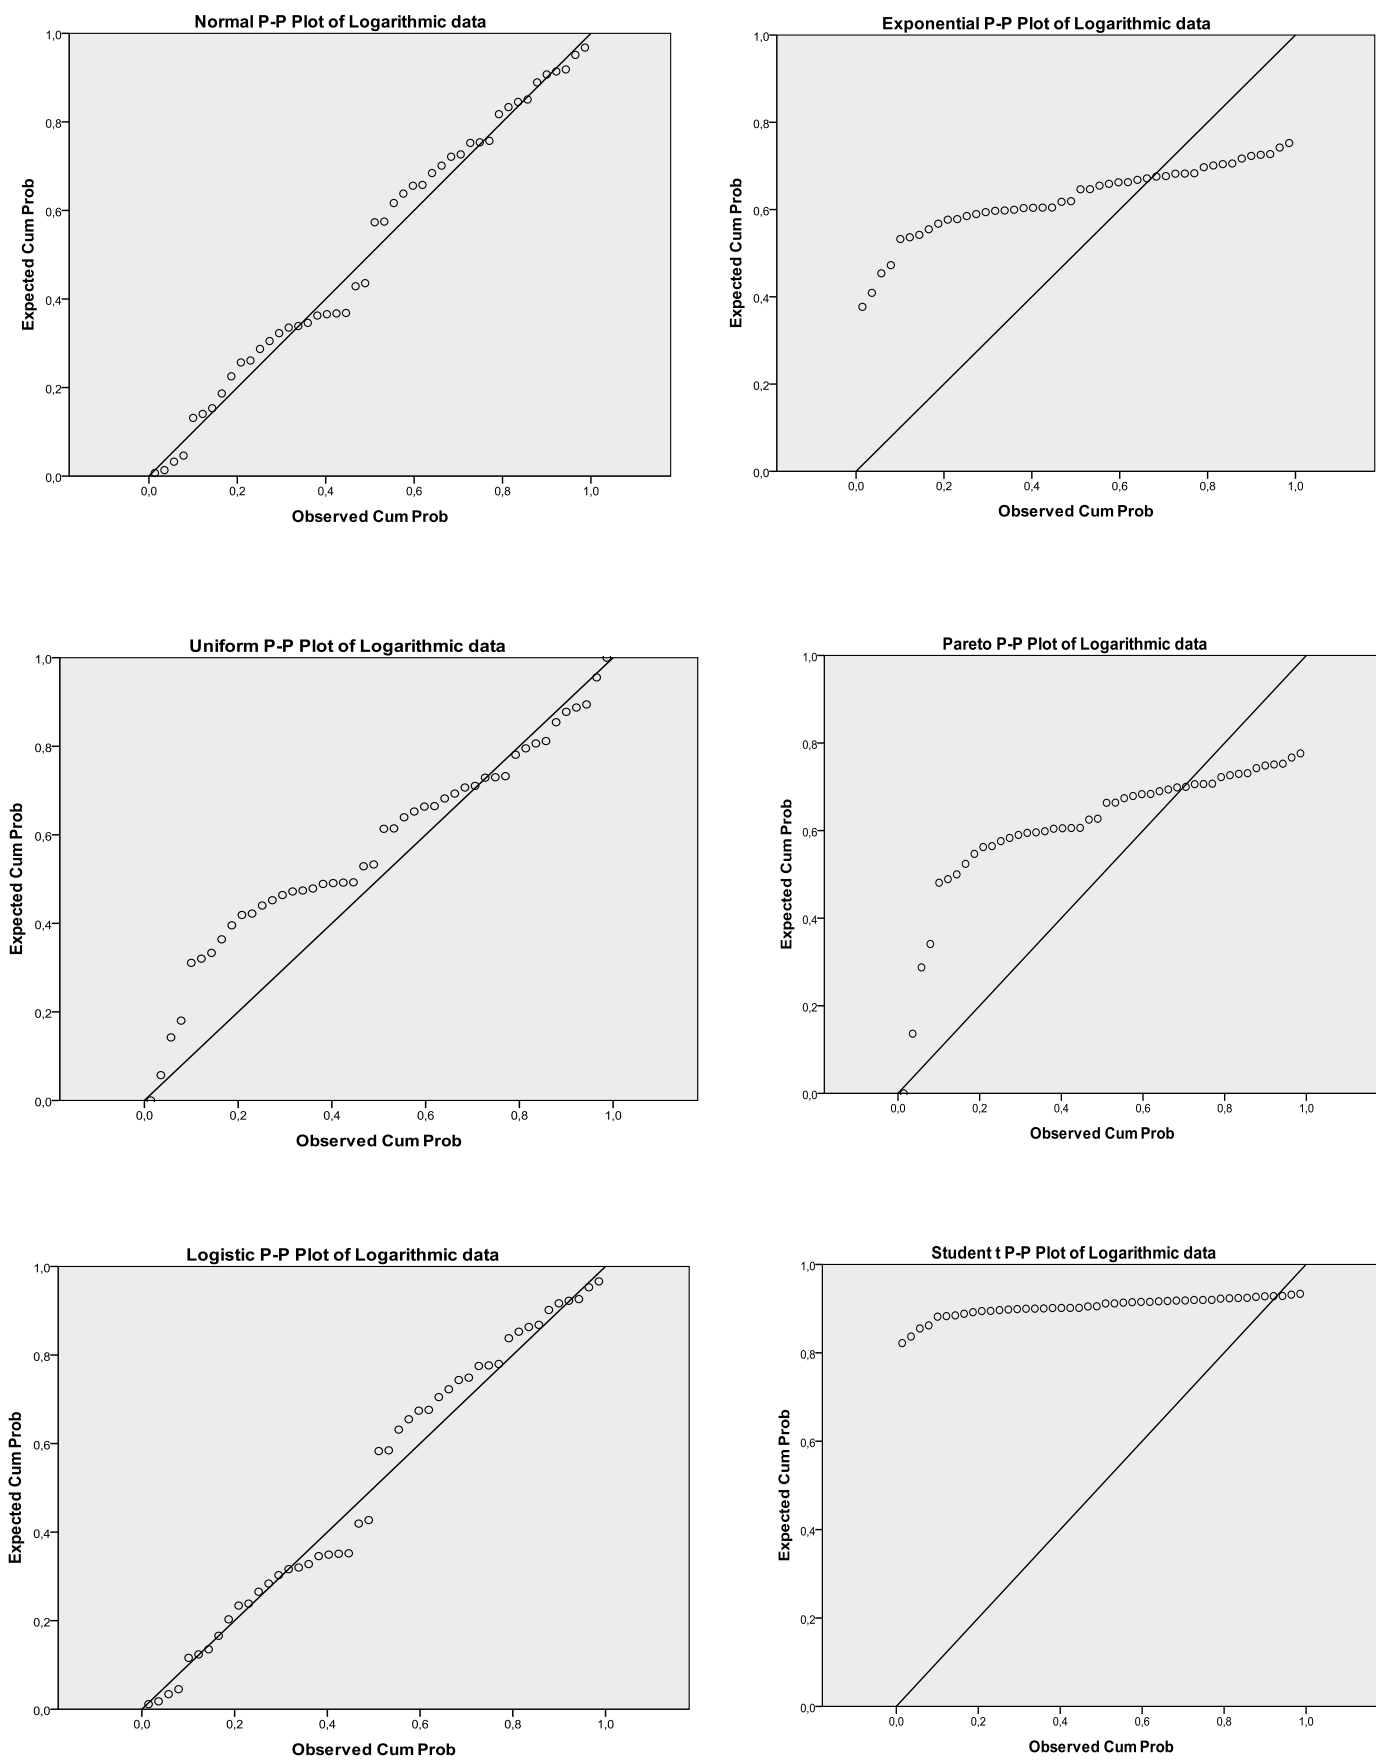 Normal P-P Plot of Logarithmic data
Expected Cum Prob
1,0
0,8
0,6
0,4
0,2
0,0
0,0 0,2 0,4 0,6 0,8 1,0
Observed Cum Prob
Exponential P-P Plot of Logarithmic data
Expected Cum Prob
1,0
0,8
0,6
0,4
0,2
0,0
0,0 0,2 0,4 0,6 0,8 1,0
Observed Cum Prob
Uniform P-P Plot of Logarithmic data
Expected Cum Prob
1,0
0,8
0,6
0,4
0,2
0,0
0,0 0,2 0,4 0,6 0,8 1,0
Observed Cum Prob
Pareto P-P Plot of Logarithmic data
Expected Cum Prob
1,0
0,8
0,6
0,4
0,2
0,0
0,0 0,2 0,4 0,6 0,8 1,0
Observed Cum Prob
Logistic P-P Plot of Logarithmic data
Expected Cum Prob
1,0
0,8
0,6
0,4
0,2
0,0
0,0 0,2 0,4 0,6 0,8 1,0
Observed Cum Prob
Student t P-P Plot of Logarithmic data
Expected Cum Prob
1,0
0,8
0,6
0,4
0,2
0,0
0,0 0,2 0,4 0,6 0,8 1,0
Observed Cum Prob